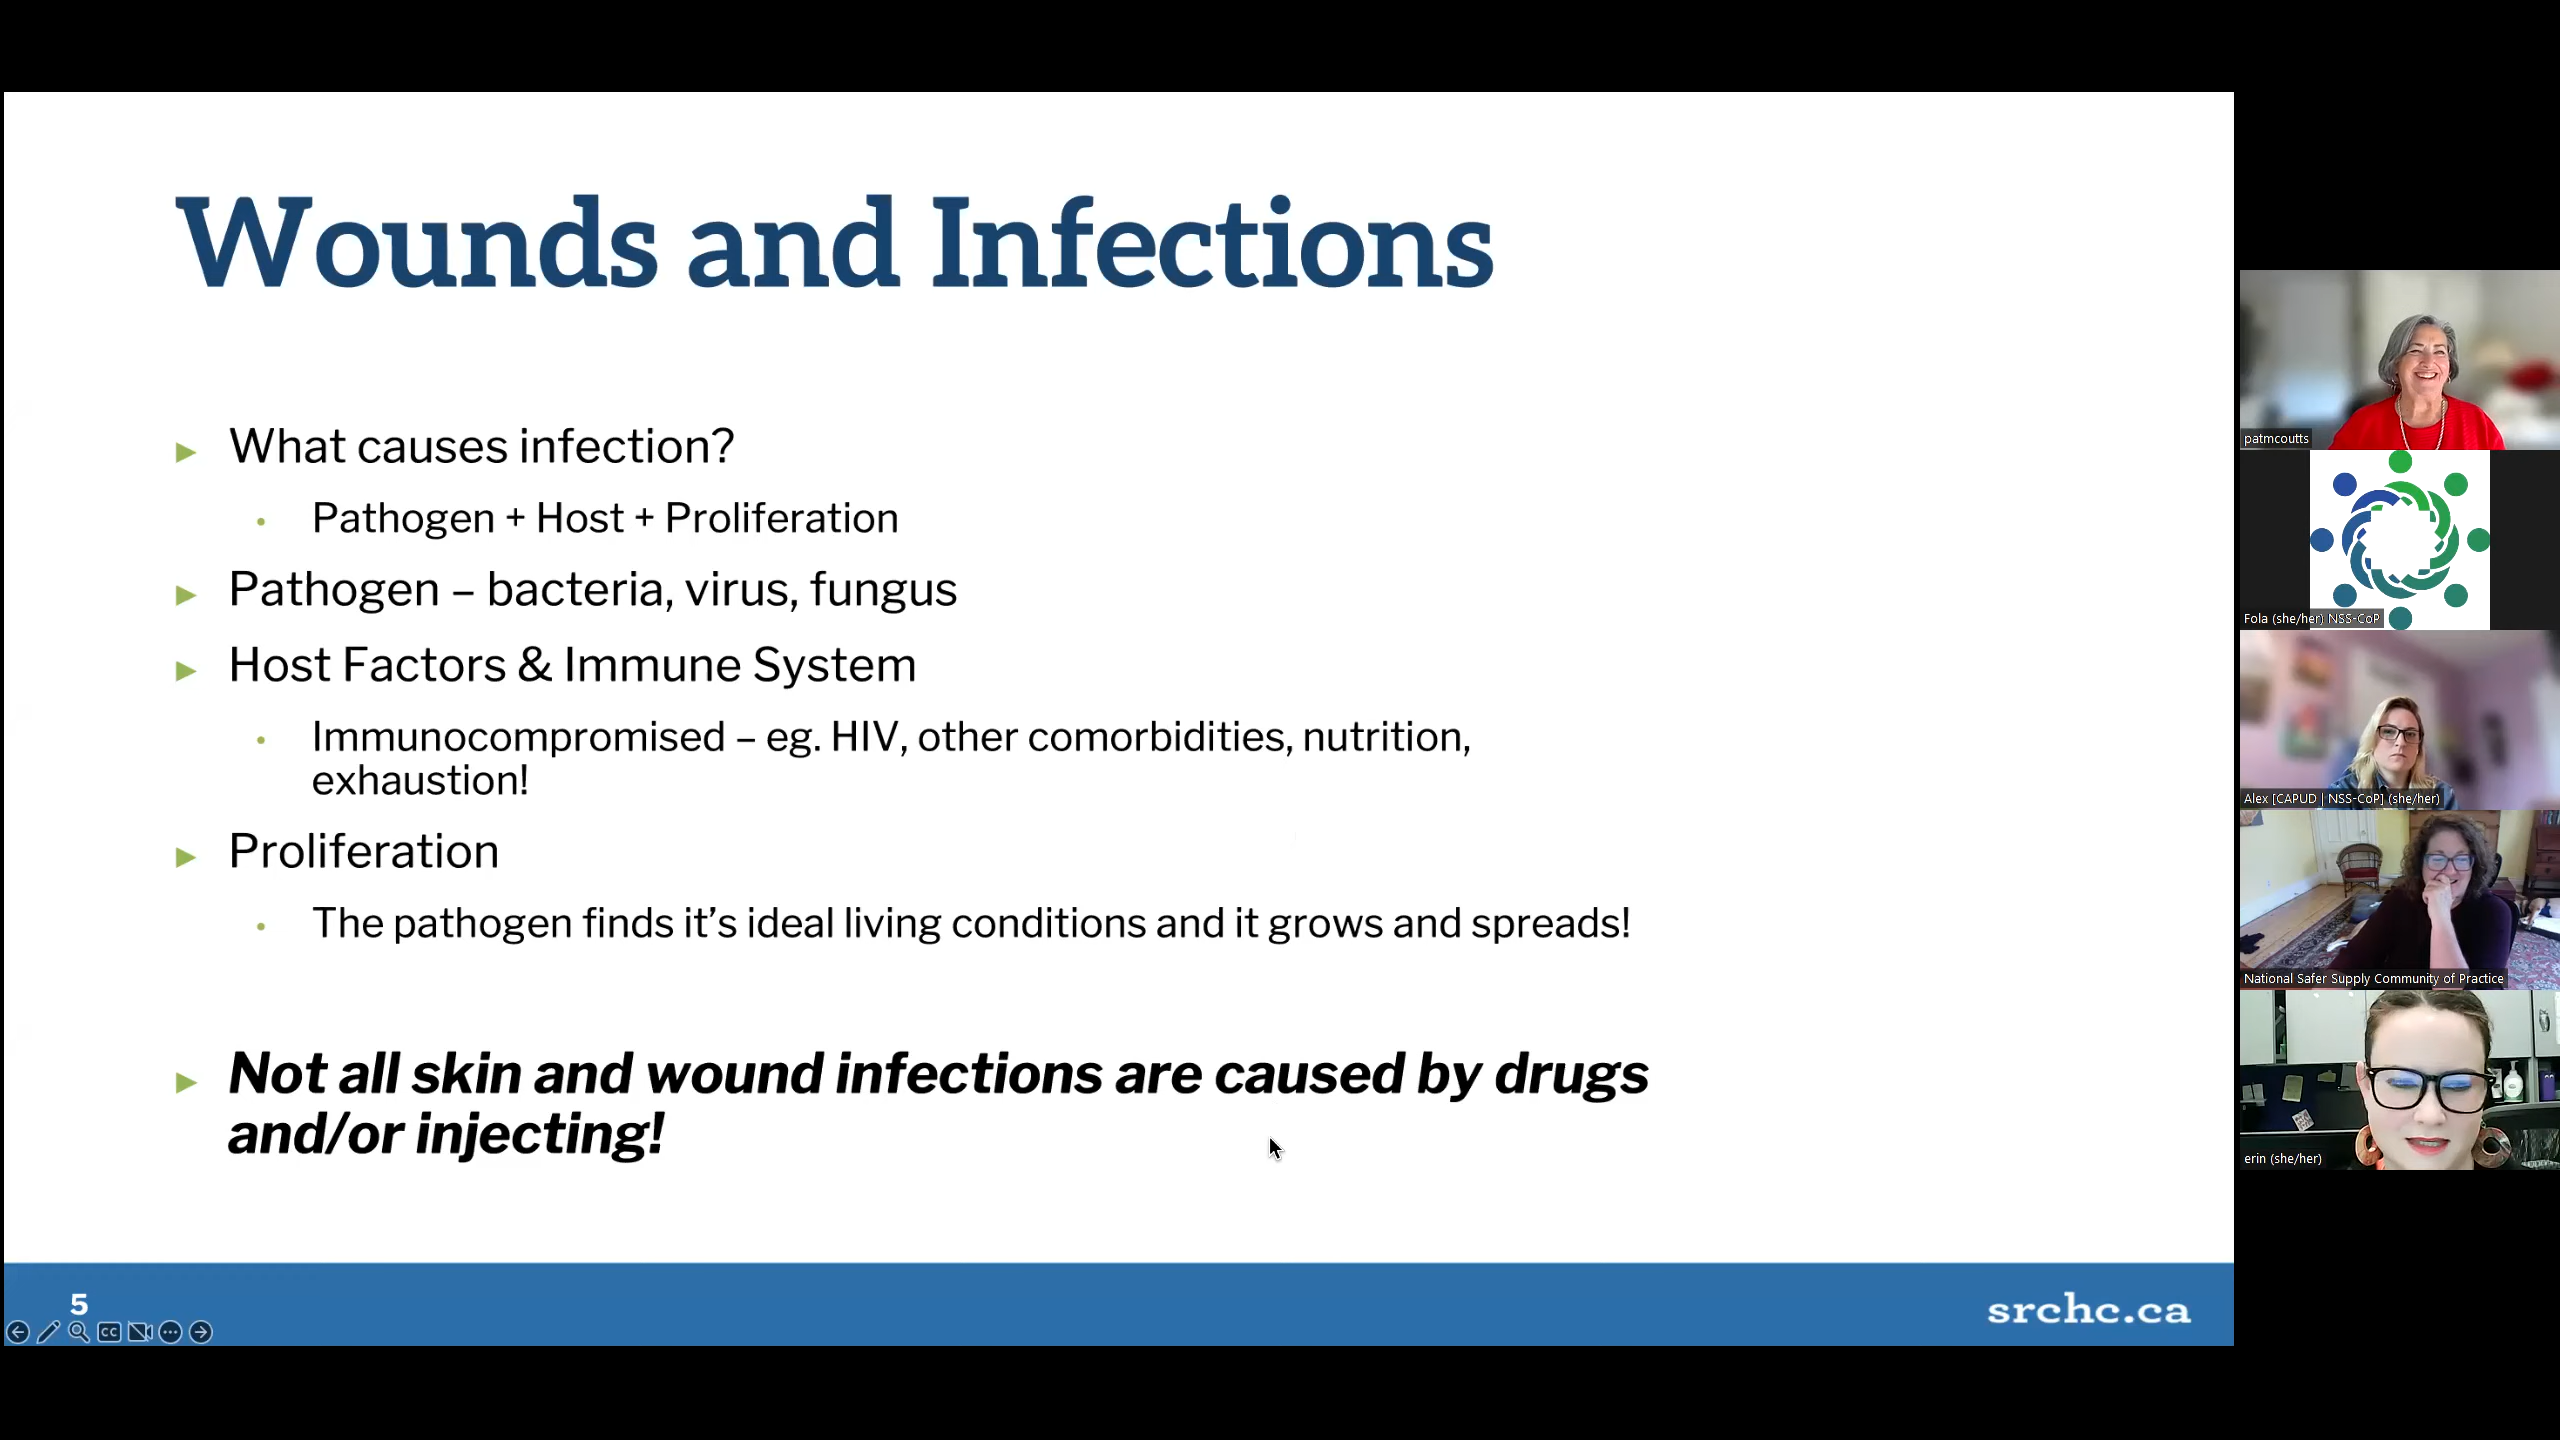 Wounds and Infections
What causes infection?
Pathogen + Host + Proliferation
Pathogen – bacteria, virus, fungus
Host Factors & Immune System
Immunocompromised – eg. HIV, other comorbidities, nutrition,
exhaustion!
Proliferation
The pathogen finds it’s ideal living conditions and it grows and spreads!
Not all skin and wound infections are caused by drugs
and/or injecting!
5
CC
srchc.ca
patmcoutts
Fola (she/her) NSS-CoP
Alex [CAPUD | NSS-CoP] (she/her)
National Safer Supply Community of Practice
erin (she/her)